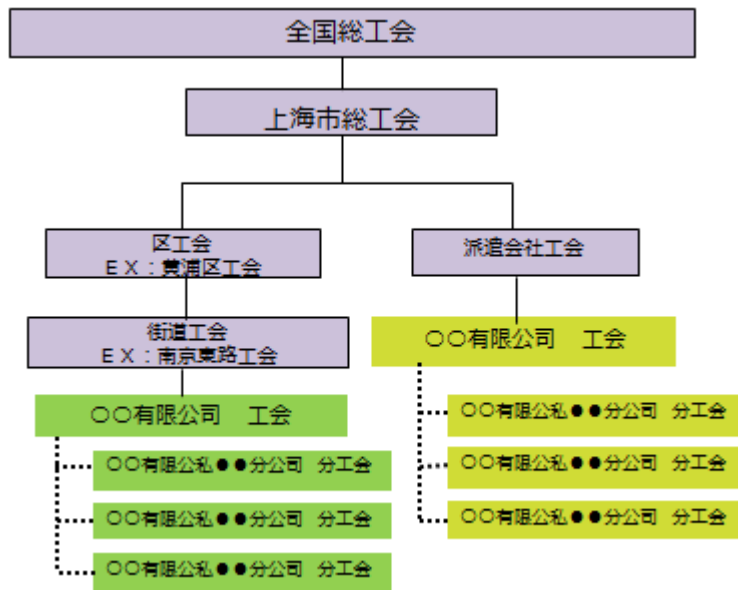 全国総工会
上海市総工会
区工会
EX：黄浦区工会
派遣会社工会
街道工会
EX：南京東路工会
〇〇有限公司　工会
〇〇有限公司　工会
〇〇有限公私●●分公司　分工会
〇〇有限公私●●分公司　分工会
〇〇有限公私●●分公司　分工会
〇〇有限公私●●分公司　分工会
〇〇有限公私●●分公司　分工会
〇〇有限公私●●分公司　分工会